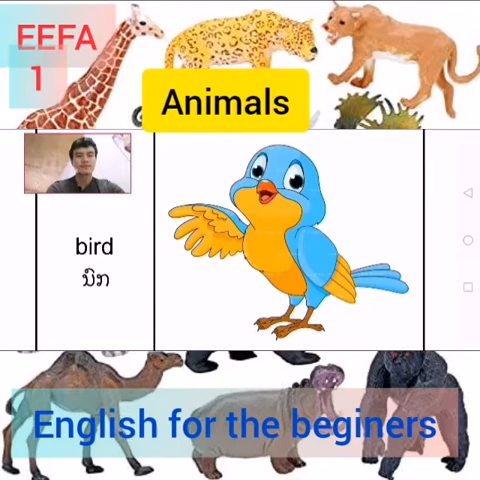 EEFA
1
Animals
bird
ນົກ
English for the beginers